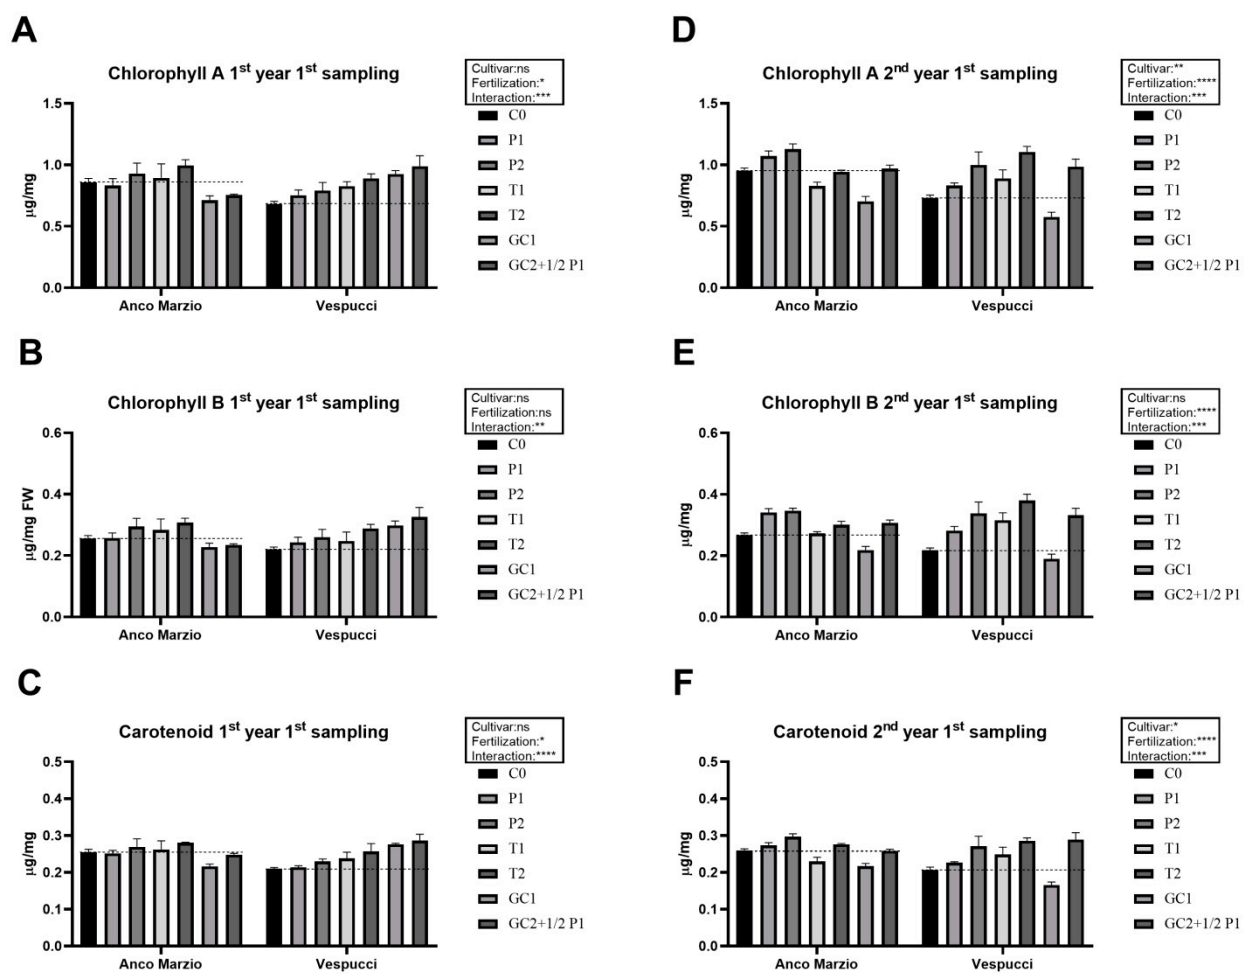 A
Chlorophyll A 1st year 1st sampling
Cultivar:ns
Fertilization:*
Interaction:***
C0
P1
P2
T1
T2
GC1
GC2+1/2 P1
µg/mg
1.5
1.0
0.5
0.0
Anco Marzio
Vespucci
D
Chlorophyll A 2nd year 1st sampling
Cultivar:**
Fertilization:****
Interaction:***
C0
P1
P2
T1
T2
GC1
GC2+1/2 P1
µg/mg
1.5
1.0
0.5
0.0
Anco Marzio
Vespucci
B
Chlorophyll B 1st year 1st sampling
Cultivar:ns
Fertilization:ns
Interaction:**
C0
P1
P2
T1
T2
GC1
GC2+1/2 P1
µg/mg FW
0.6
0.4
0.2
0.0
Anco Marzio
Vespucci
E
Chlorophyll B 2nd year 1st sampling
Cultivar:ns
Fertilization:****
Interaction:***
C0
P1
P2
T1
T2
GC1
GC2+1/2 P1
µg/mg
0.6
0.4
0.2
0.0
Anco Marzio
Vespucci
C
Carotenoid 1st year 1st sampling
Cultivar:ns
Fertilization:*
Interaction:****
C0
P1
P2
T1
T2
GC1
GC2+1/2 P1
µg/mg
0.5
0.4
0.3
0.2
0.1
0.0
Anco Marzio
Vespucci
F
Carotenoid 2nd year 1st sampling
Cultivar:*
Fertilization:****
Interaction:***
C0
P1
P2
T1
T2
GC1
GC2+1/2 P1
µg/mg
0.5
0.4
0.3
0.2
0.1
0.0
Anco Marzio
Vespucci